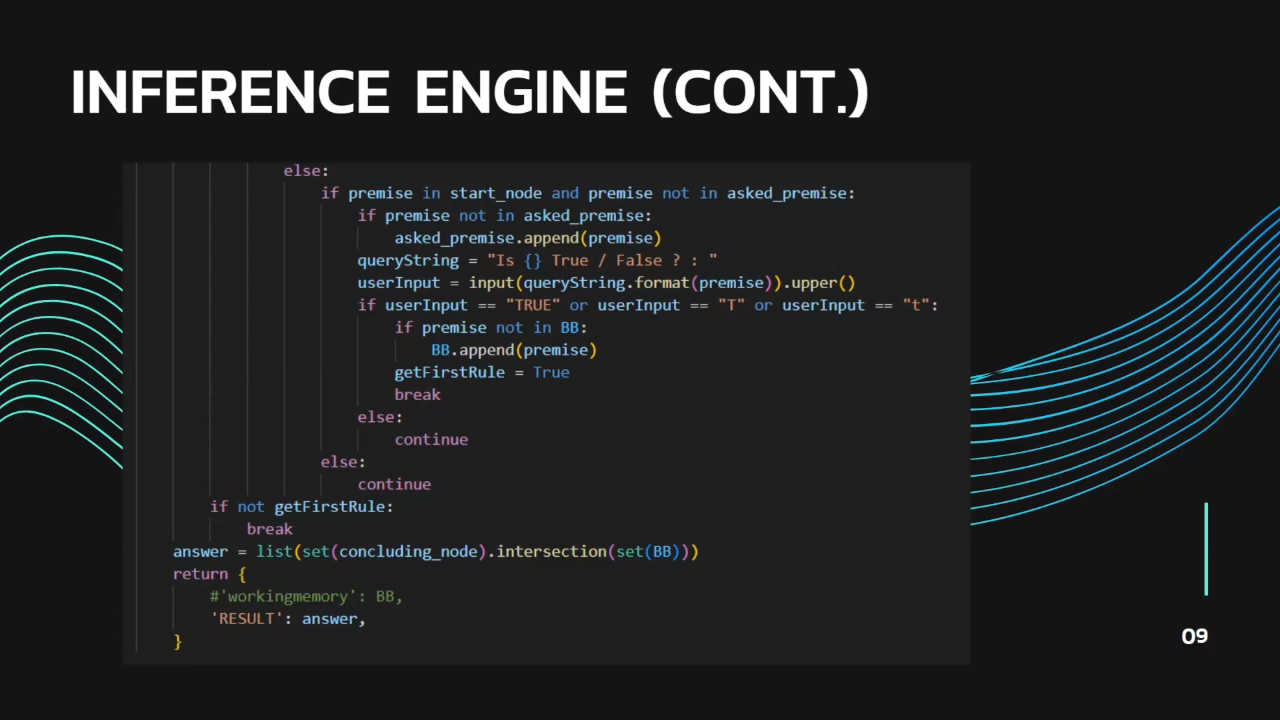 INFERENCE ENGINE (CONT.)
else:
if premise in start_node and premise not in asked_premise:
if premise not in asked_premise:
asked_premise.append(premise)
queryString = "Is {} True / False ? : "
userInput = input(queryString.format(premise)).upper()
if userInput == "TRUE" or userInput == "T" or userInput == "t":
if premise not in BB:
BB.append(premise)
getFirstRule = True
break
else:
continue
else:
continue
if not getFirstRule:
break
answer = list(set(concluding_node).intersection(set(BB)))
return {
#'workingmemory': BB,
'RESULT': answer,
}
09